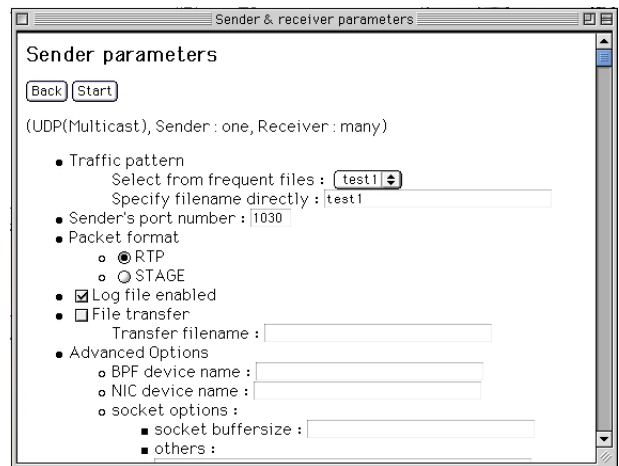 Sender & receiver parameters
Sender parameters
Back Start
(UDP(Multicast), Sender : one, Receiver : many)
Traffic pattern
Select from frequent files : test1
Specify filename directly : test1
Sender's port number : 1030
Packet format
RTP
STAGE
Log file enabled
File transfer
Transfer filename :
Advanced Options
BPF device name :
NIC device name :
socket options :
socket buffersize :
others :